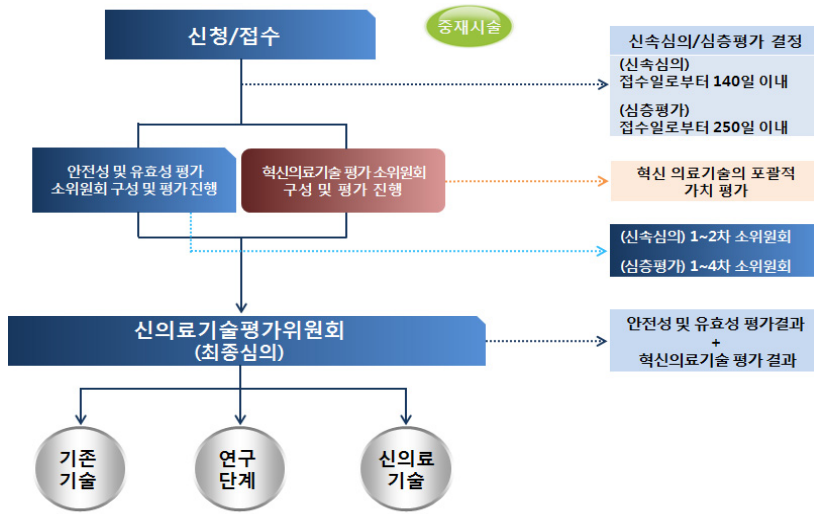 신청/접수
중재시술
신속심의/심층평가 결정
(신속심의)
접수일로부터 140일 이내
(심층평가)
접수일로부터 250일 이내
안전성 및 유효성 평가
소위원회 구성 및 평가 진행
혁신의료기술 평가 소위원회
구성 및 평가 진행
혁신 의료기술의 포괄적
가치 평가
(신속심의) 1~2차 소위원회
(심층평가) 1~4차 소위원회
신의료기술평가위원회
(최종심의)
안전성 및 유효성 평가결과
+
혁신의료기술 평가 결과
기존
기술
연구
단계
신의료
기술